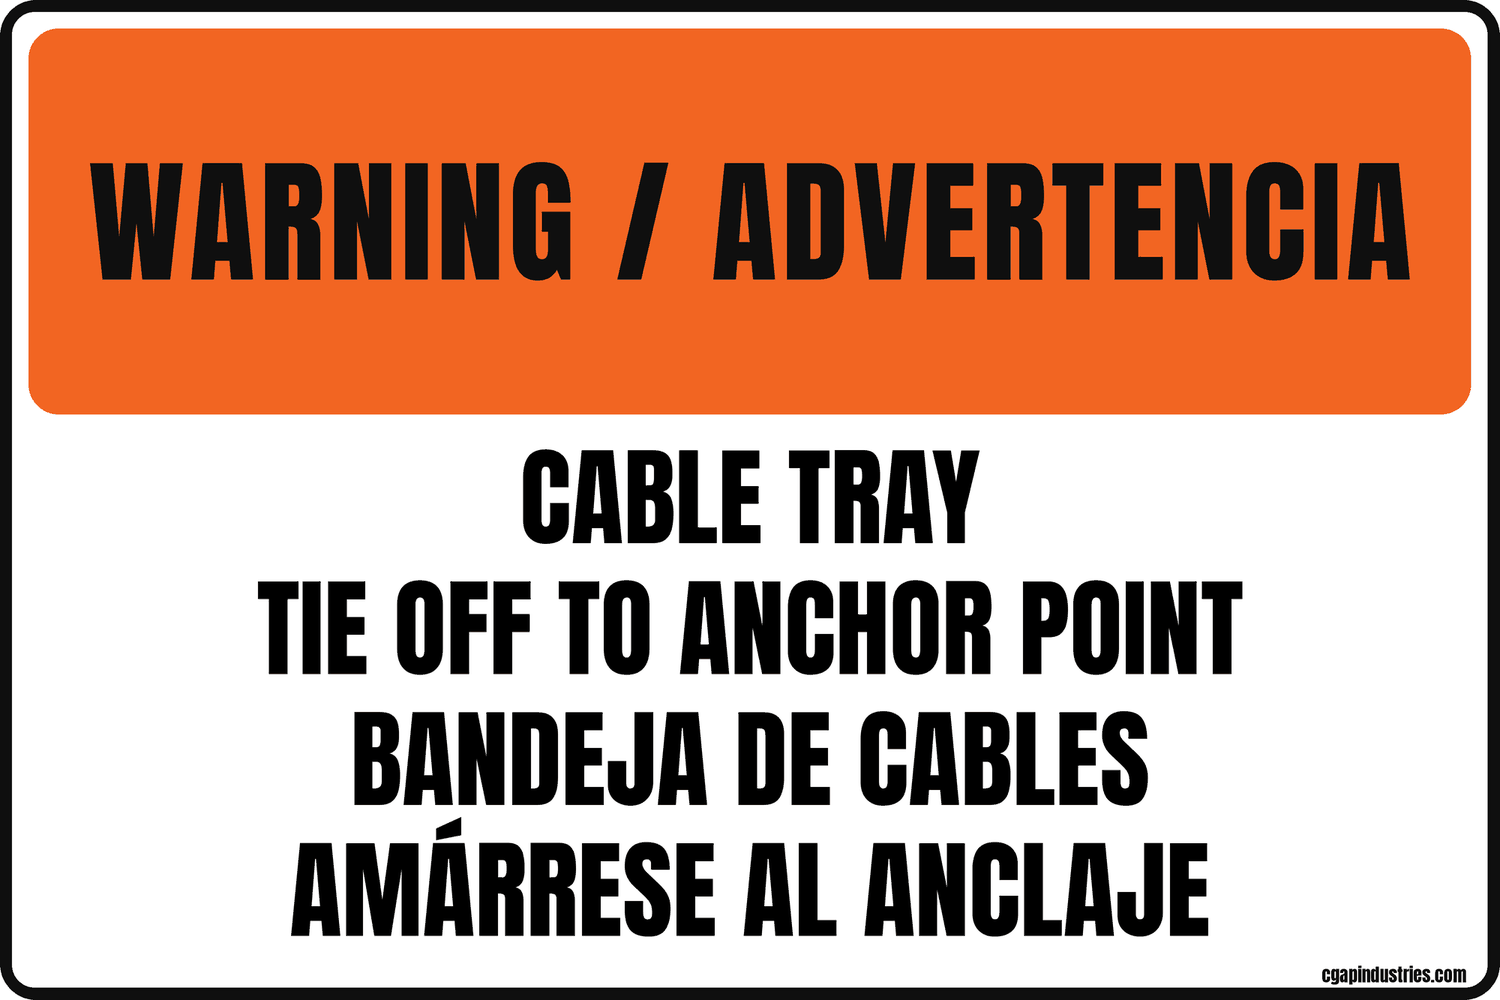 WARNING / ADVERTENCIA
CABLE TRAY
TIE OFF TO ANCHOR POINT
BANDEJA DE CABLES
AMÁRRESE AL ANCLAJE
cgapindustries.com